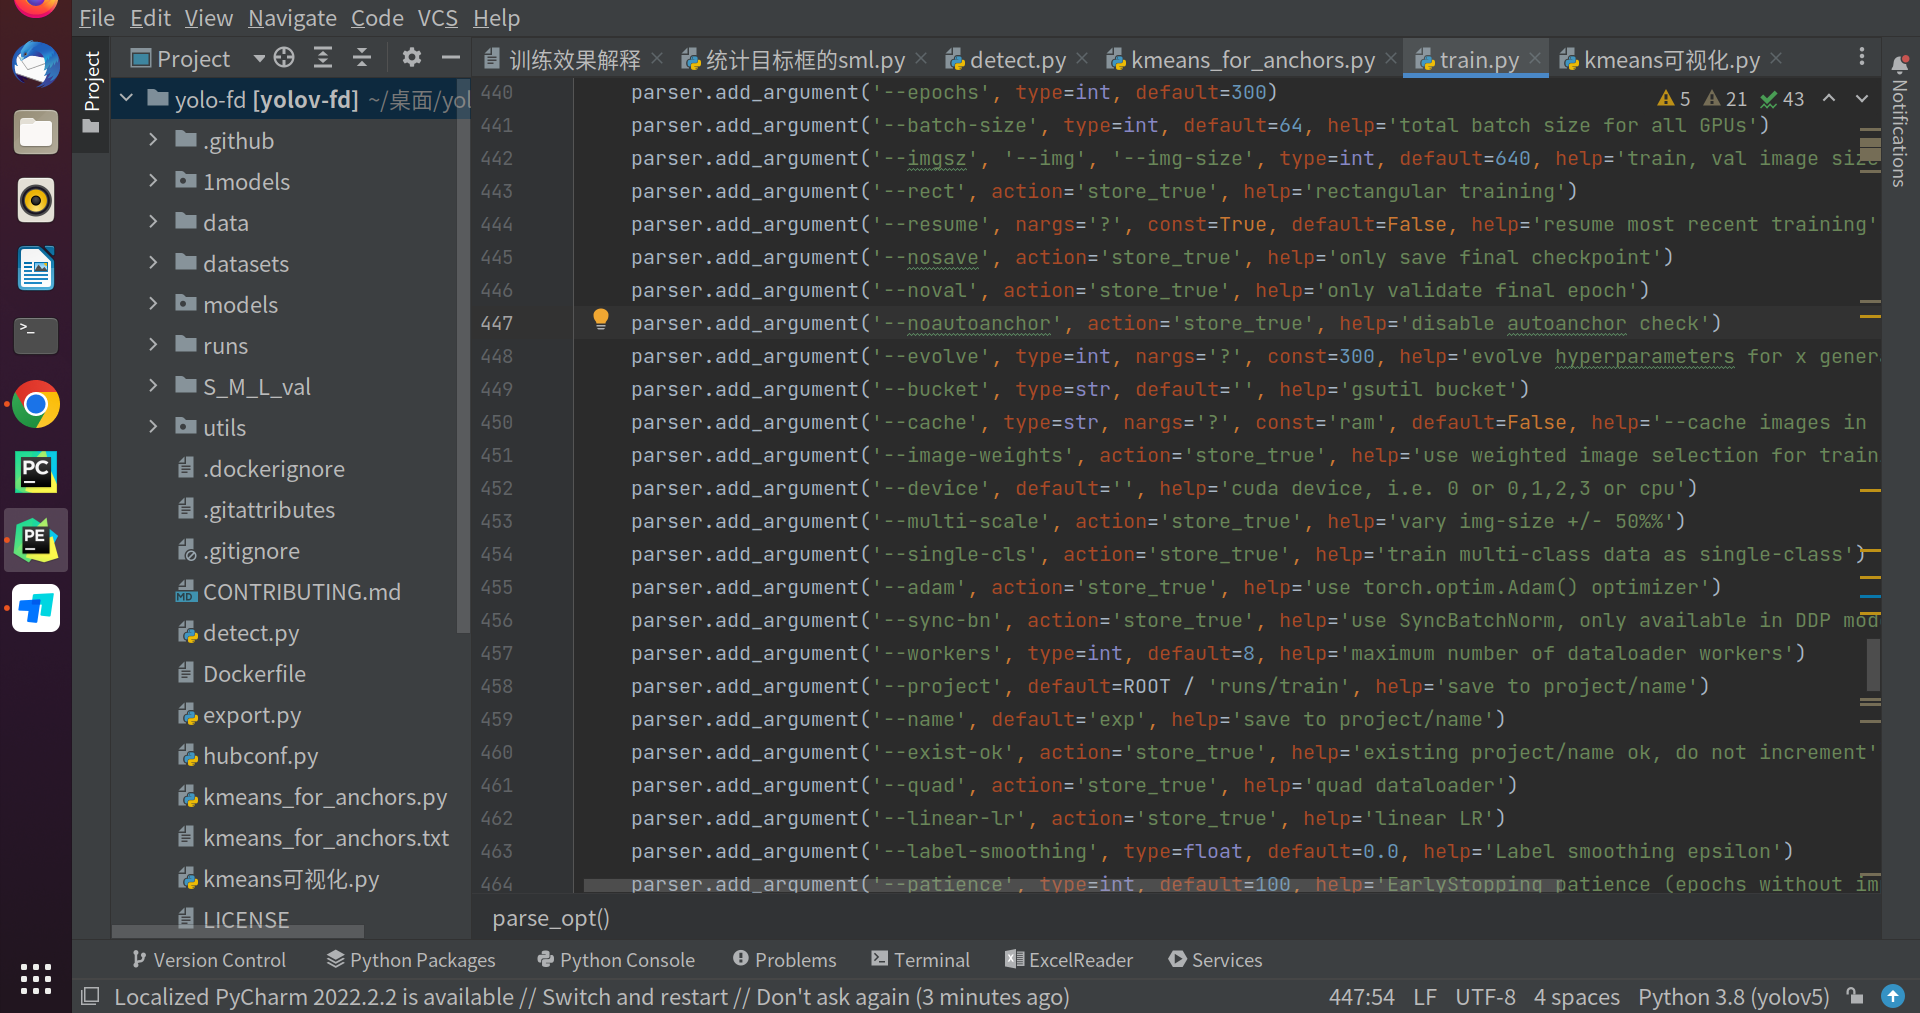 File Edit View Navigate Code VCS Help
Project
训练效果解释 统计目标框的sml.py detect.py kmeans_for_anchors.py train.py kmeans可视化.py
Project
yolo-fd [yolov-fd] ~/桌面/yol
.github
1models
data
datasets
models
runs
S_M_L_val
utils
.dockerignore
.gitattributes
.gitignore
CONTRIBUTING.md
detect.py
Dockerfile
export.py
hubconf.py
kmeans_for_anchors.py
kmeans_for_anchors.txt
kmeans可视化.py
LICENSE
5 21 43
440 parser.add_argument('--epochs', type=int, default=300)
441 parser.add_argument('--batch-size', type=int, default=64, help='total batch size for all GPUs')
442 parser.add_argument('--imgsz', '--img', '--img-size', type=int, default=640, help='train, val image size
443 parser.add_argument('--rect', action='store_true', help='rectangular training')
444 parser.add_argument('--resume', nargs='?', const=True, default=False, help='resume most recent training'
445 parser.add_argument('--nosave', action='store_true', help='only save final checkpoint')
446 parser.add_argument('--noval', action='store_true', help='only validate final epoch')
447 parser.add_argument('--noautoanchor', action='store_true', help='disable autoanchor check')
448 parser.add_argument('--evolve', type=int, nargs='?', const=300, help='evolve hyperparameters for x gener
449 parser.add_argument('--bucket', type=str, default='', help='gsutil bucket')
450 parser.add_argument('--cache', type=str, nargs='?', const='ram', default=False, help='--cache images in
451 parser.add_argument('--image-weights', action='store_true', help='use weighted image selection for train
452 parser.add_argument('--device', default='', help='cuda device, i.e. 0 or 0,1,2,3 or cpu')
453 parser.add_argument('--multi-scale', action='store_true', help='vary img-size +/- 50%%')
454 parser.add_argument('--single-cls', action='store_true', help='train multi-class data as single-class')
455 parser.add_argument('--adam', action='store_true', help='use torch.optim.Adam() optimizer')
456 parser.add_argument('--sync-bn', action='store_true', help='use SyncBatchNorm, only available in DDP mod
457 parser.add_argument('--workers', type=int, default=8, help='maximum number of dataloader workers')
458 parser.add_argument('--project', default=ROOT / 'runs/train', help='save to project/name')
459 parser.add_argument('--name', default='exp', help='save to project/name')
460 parser.add_argument('--exist-ok', action='store_true', help='existing project/name ok, do not increment'
461 parser.add_argument('--quad', action='store_true', help='quad dataloader')
462 parser.add_argument('--linear-lr', action='store_true', help='linear LR')
463 parser.add_argument('--label-smoothing', type=float, default=0.0, help='Label smoothing epsilon')
464 parser.add_argument('--patience', type=int, default=100, help='EarlyStopping patience (epochs without im
parse_opt()
Notifications
Version Control Python Packages Python Console Problems Terminal ExcelReader Services
Localized PyCharm 2022.2.2 is available // Switch and restart // Don't ask again (3 minutes ago) 447:54 LF UTF-8 4 spaces Python 3.8 (yolov5)
>_
PC
PE